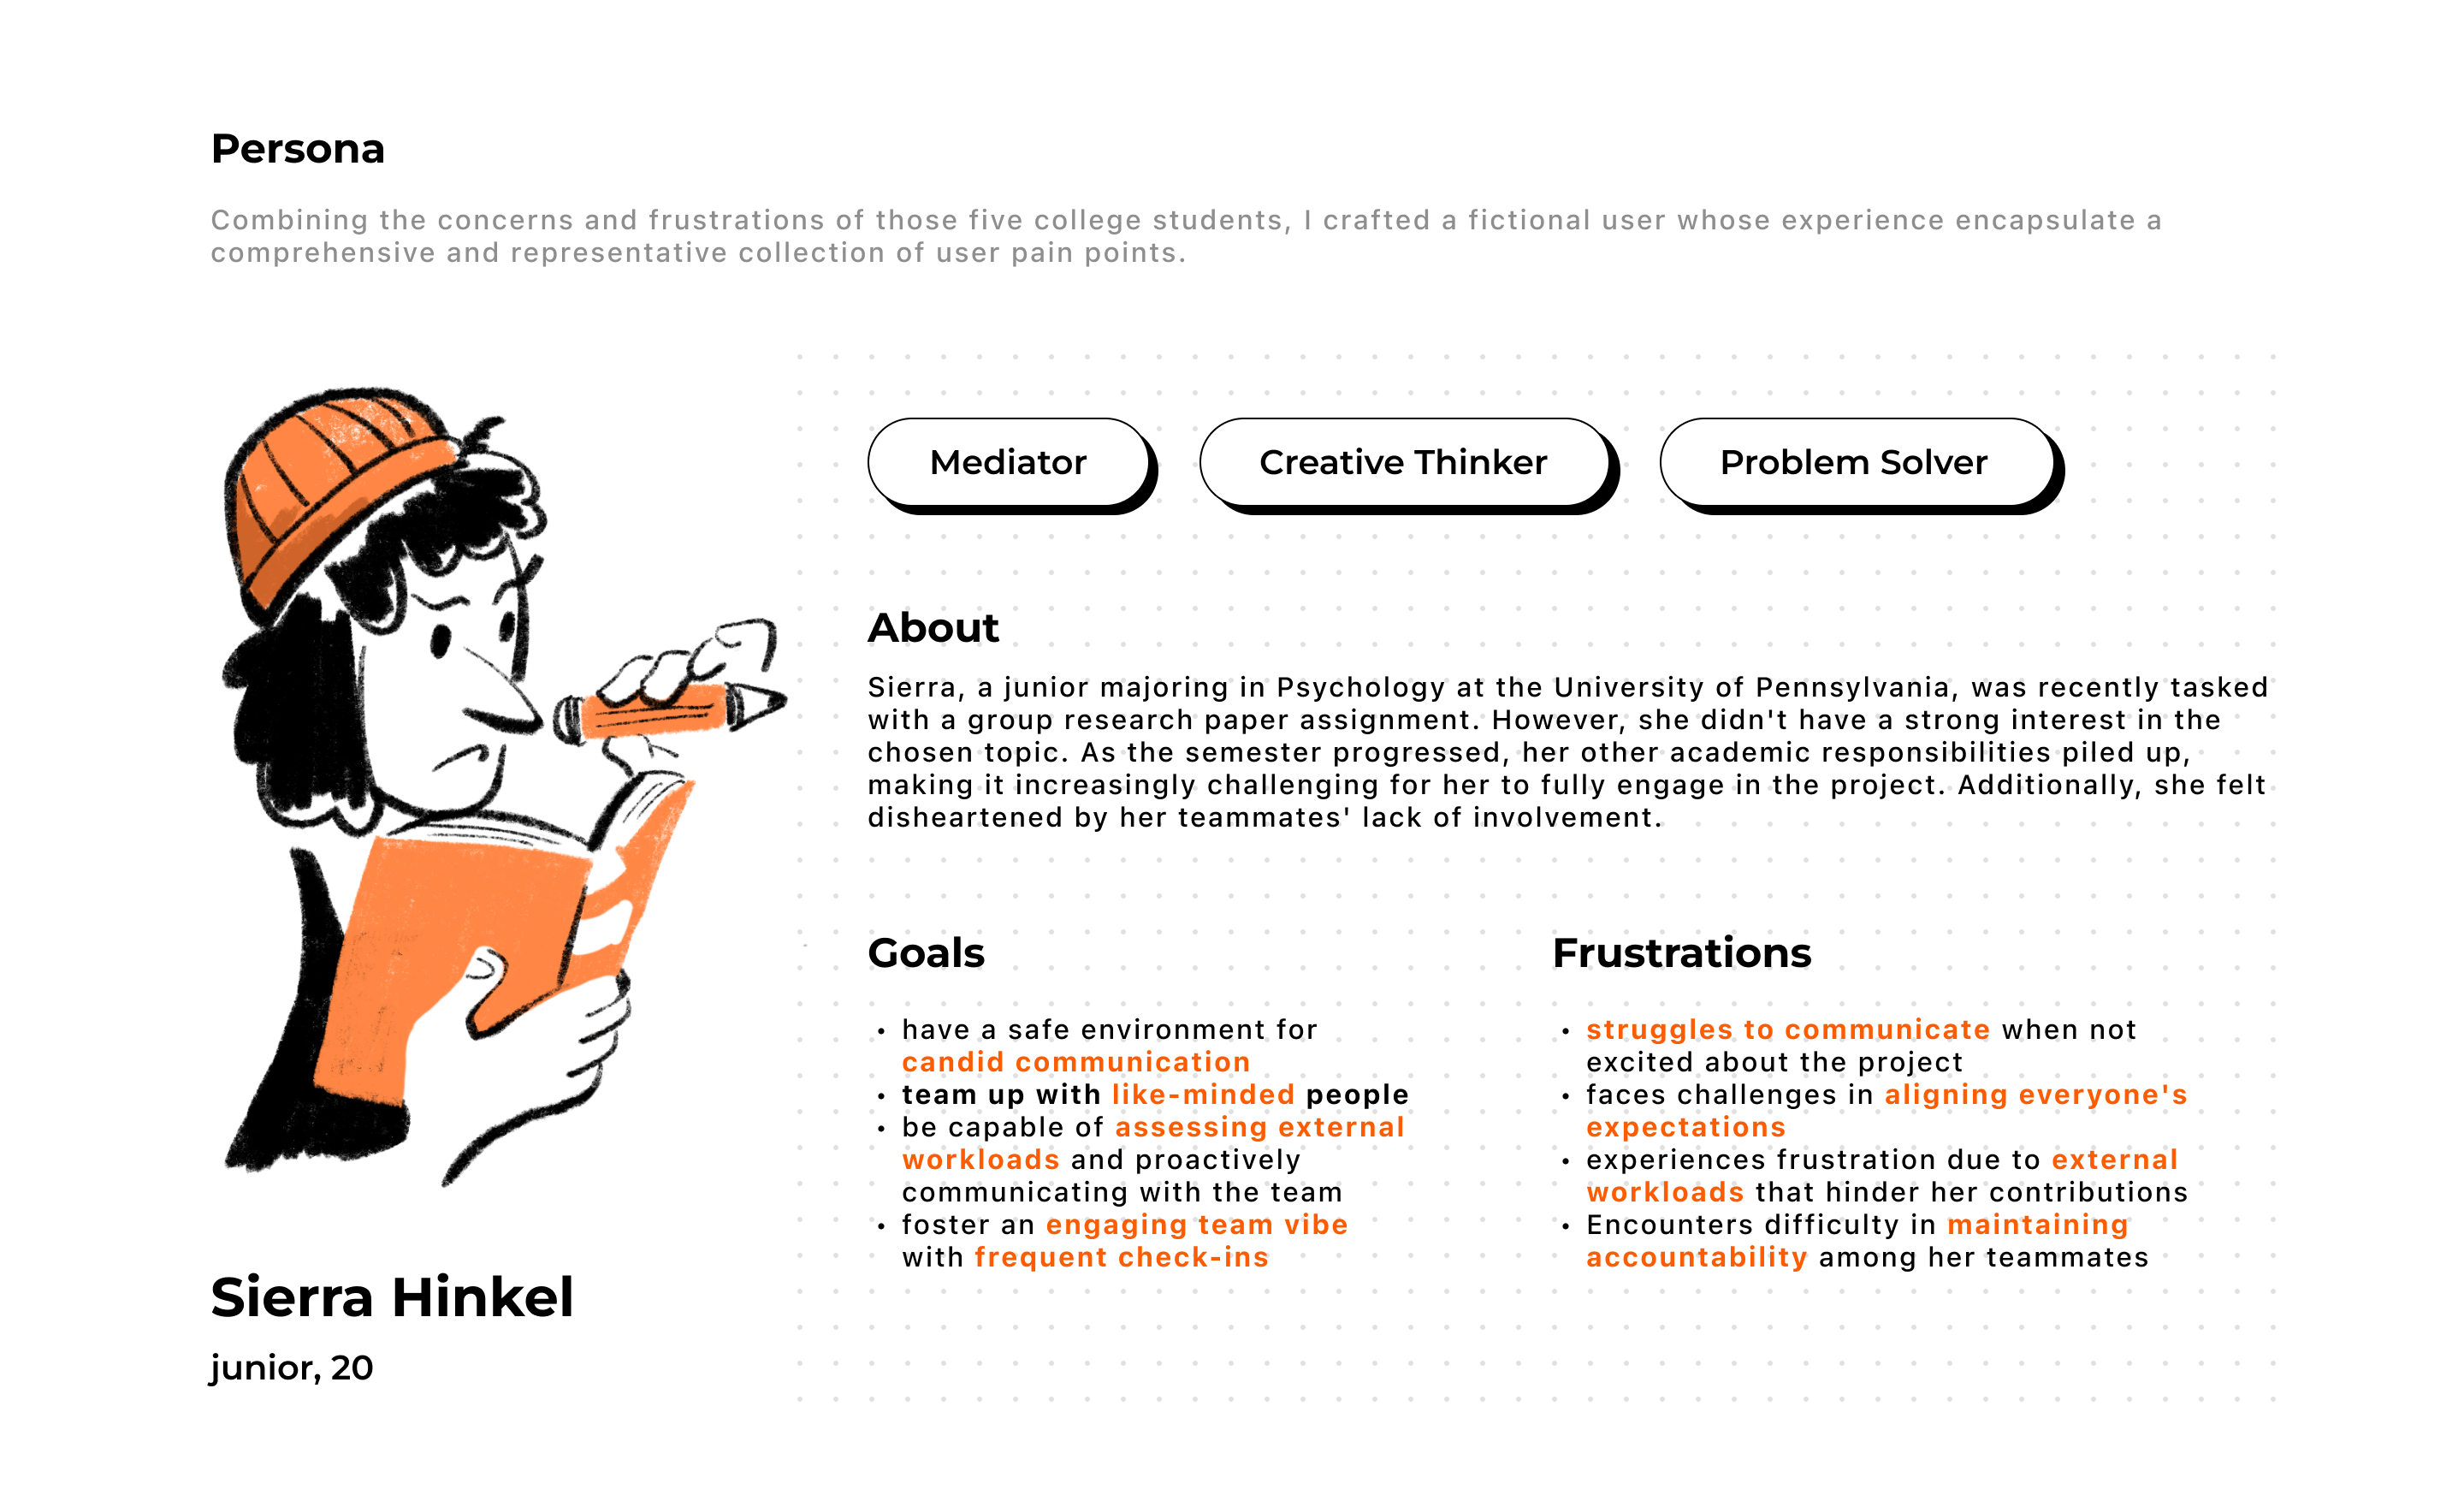 Persona
Combining the concerns and frustrations of those five college students, I crafted a fictional user whose experience encapsulate a
comprehensive and representative collection of user pain points.
Mediator
Creative Thinker
Problem Solver
About
Sierra, a junior majoring in Psychology at the University of Pennsylvania, was recently tasked
with a group research paper assignment. However, she didn't have a strong interest in the
chosen topic. As the semester progressed, her other academic responsibilities piled up,
making it increasingly challenging for her to fully engage in the project. Additionally, she felt
disheartened by her teammates' lack of involvement.
Goals
• have a safe environment for
candid communication
• team up with like-minded people
• be capable of assessing external
workloads and proactively
communicating with the team
• foster an engaging team vibe
with frequent check-ins
Frustrations
• struggles to communicate when not
excited about the project
• faces challenges in aligning everyone's
expectations
• experiences frustration due to external
workloads that hinder her contributions
• Encounters difficulty in maintaining
accountability among her teammates
Sierra Hinkel
junior, 20